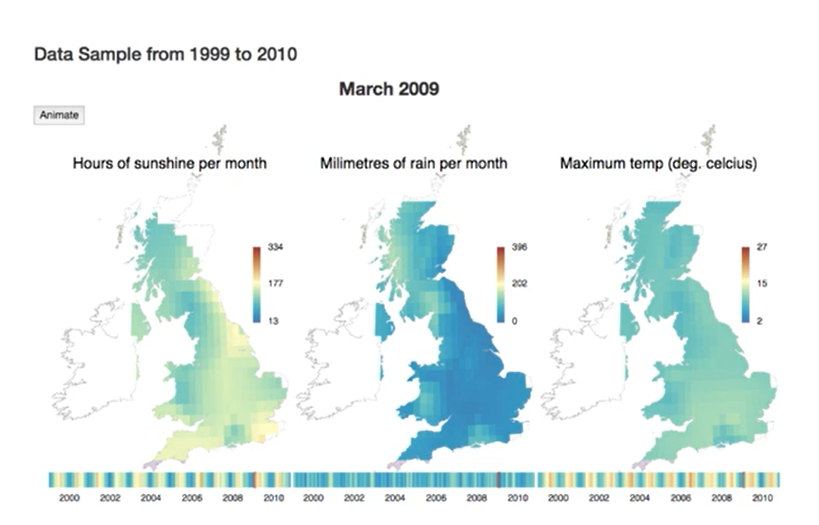 Data Sample from 1999 to 2010
March 2009
Animate
Hours of sunshine per month
334
177
13
2000 2002 2004 2006 2008 2010
Milimetres of rain per month
396
202
0
2000 2002 2004 2006 2008 2010
Maximum temp (deg. celcius)
27
15
2
2000 2002 2004 2006 2008 2010